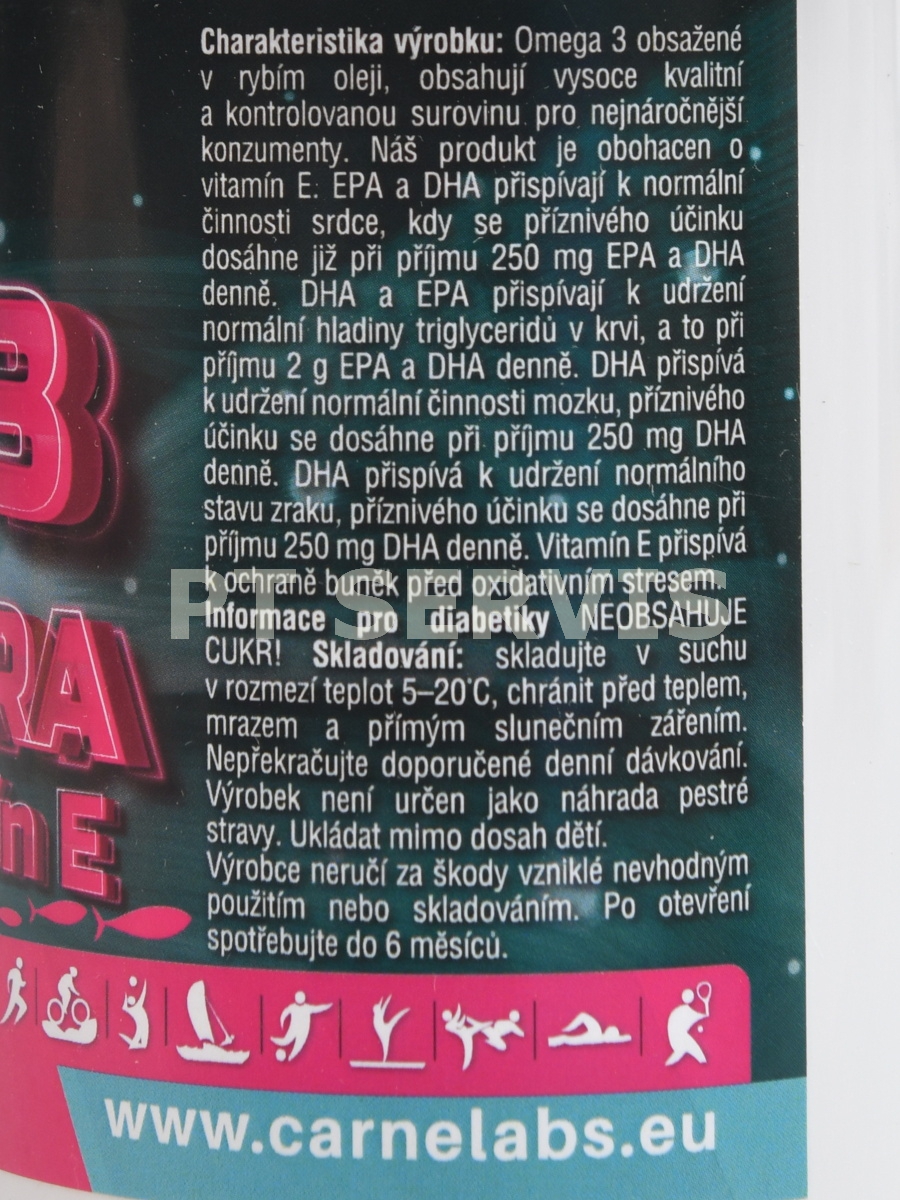 Charakteristika výrobku: Omega 3 obsažené
v rybím oleji, obsahují vysoce kvalitní
a kontrolovanou surovinu pro nejnáročnější
konzumenty. Náš produkt je obohacen o
vitamín E. EPA a DHA přispívají k normální
činnosti srdce, kdy se příznivého účinku
dosáhne již při příjmu 250 mg EPA a DHA
denně. DHA a EPA přispívají k udržení
normální hladiny triglyceridů v krvi, a to při
příjmu 2 g EPA a DHA denně. DHA přispívá
k udržení normální činnosti mozku, příznivého
účinku se dosáhne při příjmu 250 mg DHA
denně. DHA přispívá k udržení normálního
stavu zraku, příznivého účinku se dosáhne při
příjmu 250 mg DHA denně. Vitamín E přispívá
k ochraně buněk před oxidativním stresem.
PT SERVIS
Informace pro diabetiky NEOBSAHUJE
CUKR! Skladování: skladujte v suchu
v rozmezí teplot 5–20°C, chránit před teplem,
mrazem a přímým slunečním zářením.
Nepřekračujte doporučené denní dávkování.
Výrobek není určen jako náhrada pestré
stravy. Ukládat mimo dosah dětí.
Výrobce neručí za škody vzniklé nevhodným
použitím nebo skladováním. Po otevření
spotřebujte do 6 měsíců.
B
RA
n E
www.carnelabs.eu